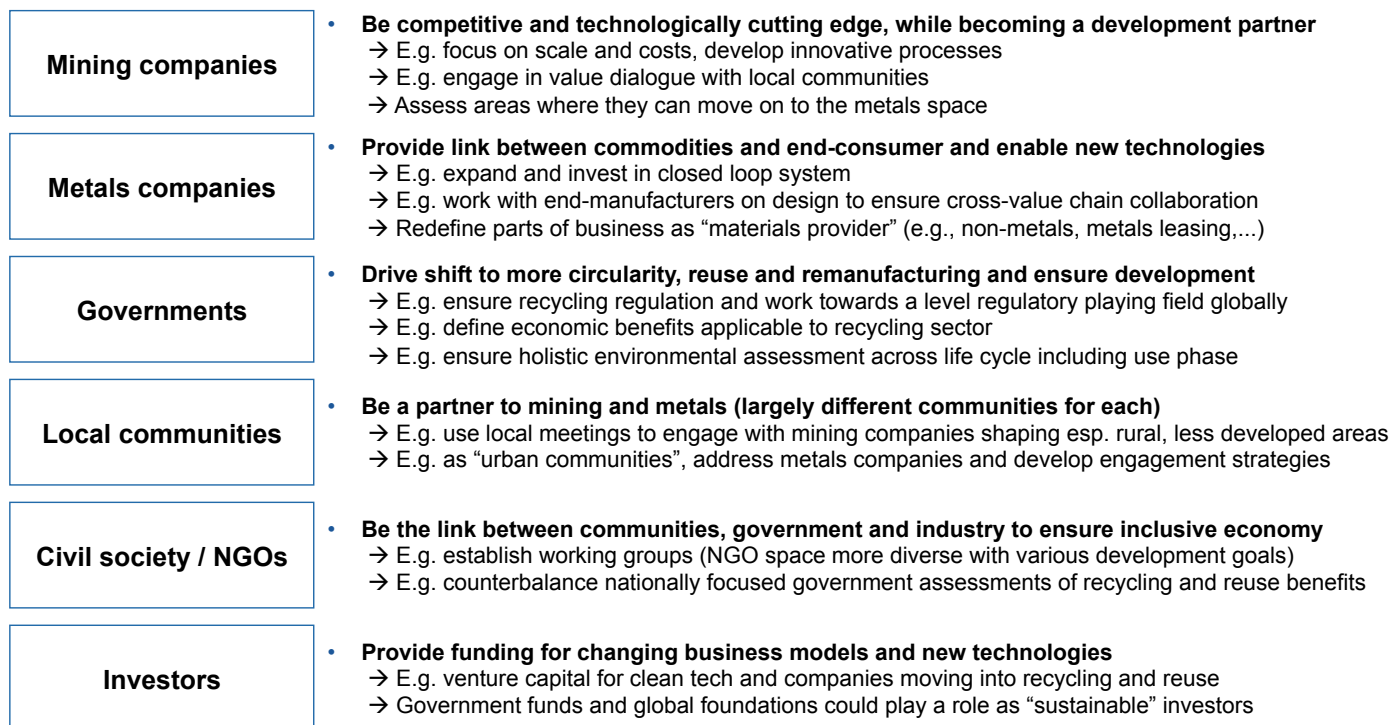 Mining companies
• Be competitive and technologically cutting edge, while becoming a development partner
→ E.g. focus on scale and costs, develop innovative processes
→ E.g. engage in value dialogue with local communities
→ Assess areas where they can move on to the metals space
Metals companies
• Provide link between commodities and end-consumer and enable new technologies
→ E.g. expand and invest in closed loop system
→ E.g. work with end-manufacturers on design to ensure cross-value chain collaboration
→ Redefine parts of business as “materials provider” (e.g., non-metals, metals leasing,...)
Governments
• Drive shift to more circularity, reuse and remanufacturing and ensure development
→ E.g. ensure recycling regulation and work towards a level regulatory playing field globally
→ E.g. define economic benefits applicable to recycling sector
→ E.g. ensure holistic environmental assessment across life cycle including use phase
Local communities
• Be a partner to mining and metals (largely different communities for each)
→ E.g. use local meetings to engage with mining companies shaping esp. rural, less developed areas
→ E.g. as “urban communities”, address metals companies and develop engagement strategies
Civil society / NGOs
• Be the link between communities, government and industry to ensure inclusive economy
→ E.g. establish working groups (NGO space more diverse with various development goals)
→ E.g. counterbalance nationally focused government assessments of recycling and reuse benefits
Investors
• Provide funding for changing business models and new technologies
→ E.g. venture capital for clean tech and companies moving into recycling and reuse
→ Government funds and global foundations could play a role as “sustainable” investors